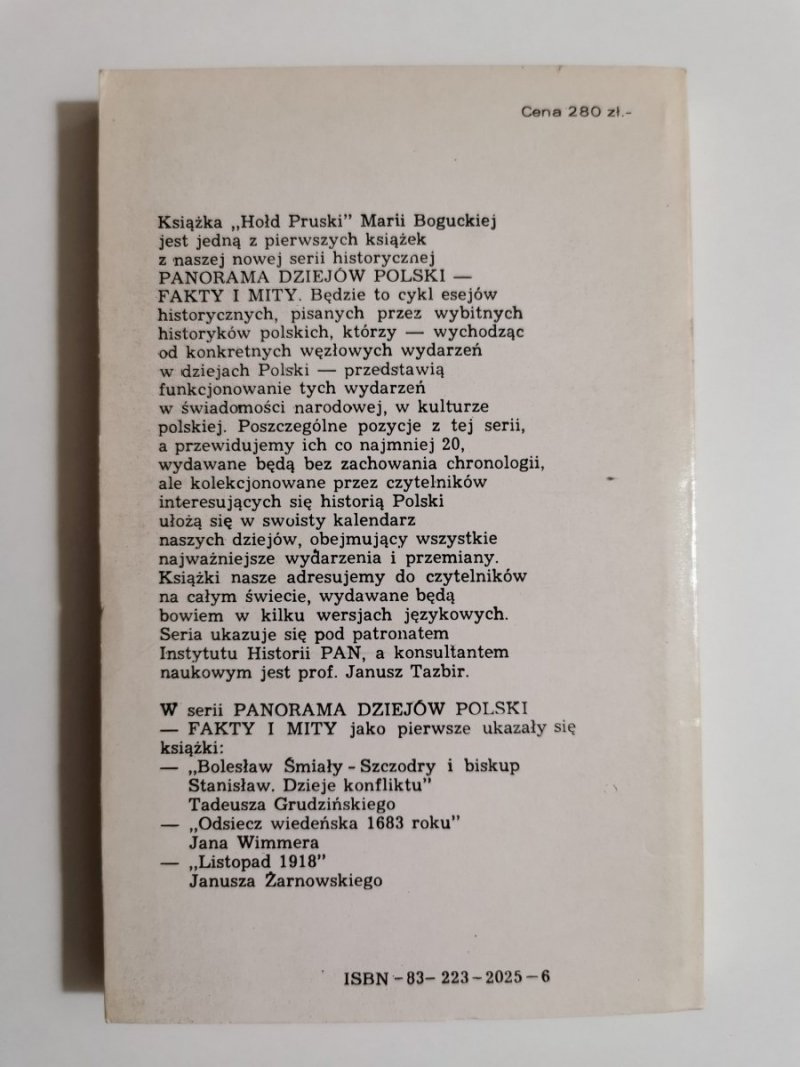 Cena 280 zł.-
Książka „Hołd Pruski” Marii Boguckiej
jest jedną z pierwszych książek
z naszej nowej serii historycznej
PANORAMA DZIEJÓW POLSKI —
FAKTY I MITY. Będzie to cykl esejów
historycznych, pisanych przez wybitnych
historyków polskich, którzy — wychodząc
od konkretnych węzłowych wydarzeń
w dziejach Polski — przedstawią
funkcjonowanie tych wydarzeń
w świadomości narodowej, w kulturze
polskiej. Poszczególne pozycje z tej serii,
a przewidujemy ich co najmniej 20,
wydawane będą bez zachowania chronologii,
ale kolekcjonowane przez czytelników
interesujących się historią Polski
ułożą się w swoisty kalendarz
naszych dziejów, obejmujący wszystkie
najważniejsze wydarzenia i przemiany.
Książki nasze adresujemy do czytelników
na całym świecie, wydawane będą
bowiem w kilku wersjach językowych.
Seria ukazuje się pod patronatem
Instytutu Historii PAN, a konsultantem
naukowym jest prof. Janusz Tazbir.
W serii PANORAMA DZIEJÓW POLSKI
— FAKTY I MITY jako pierwsze ukazały się
książki:
— „Bolesław Śmiały - Szczodry i biskup
Stanisław. Dzieje konfliktu”
Tadeusza Grudzińskiego
— „Odsiecz wiedeńska 1683 roku”
Jana Wimmera
— „Listopad 1918”
Janusza Żarnowskiego
ISBN - 83- 223 - 2025 - 6